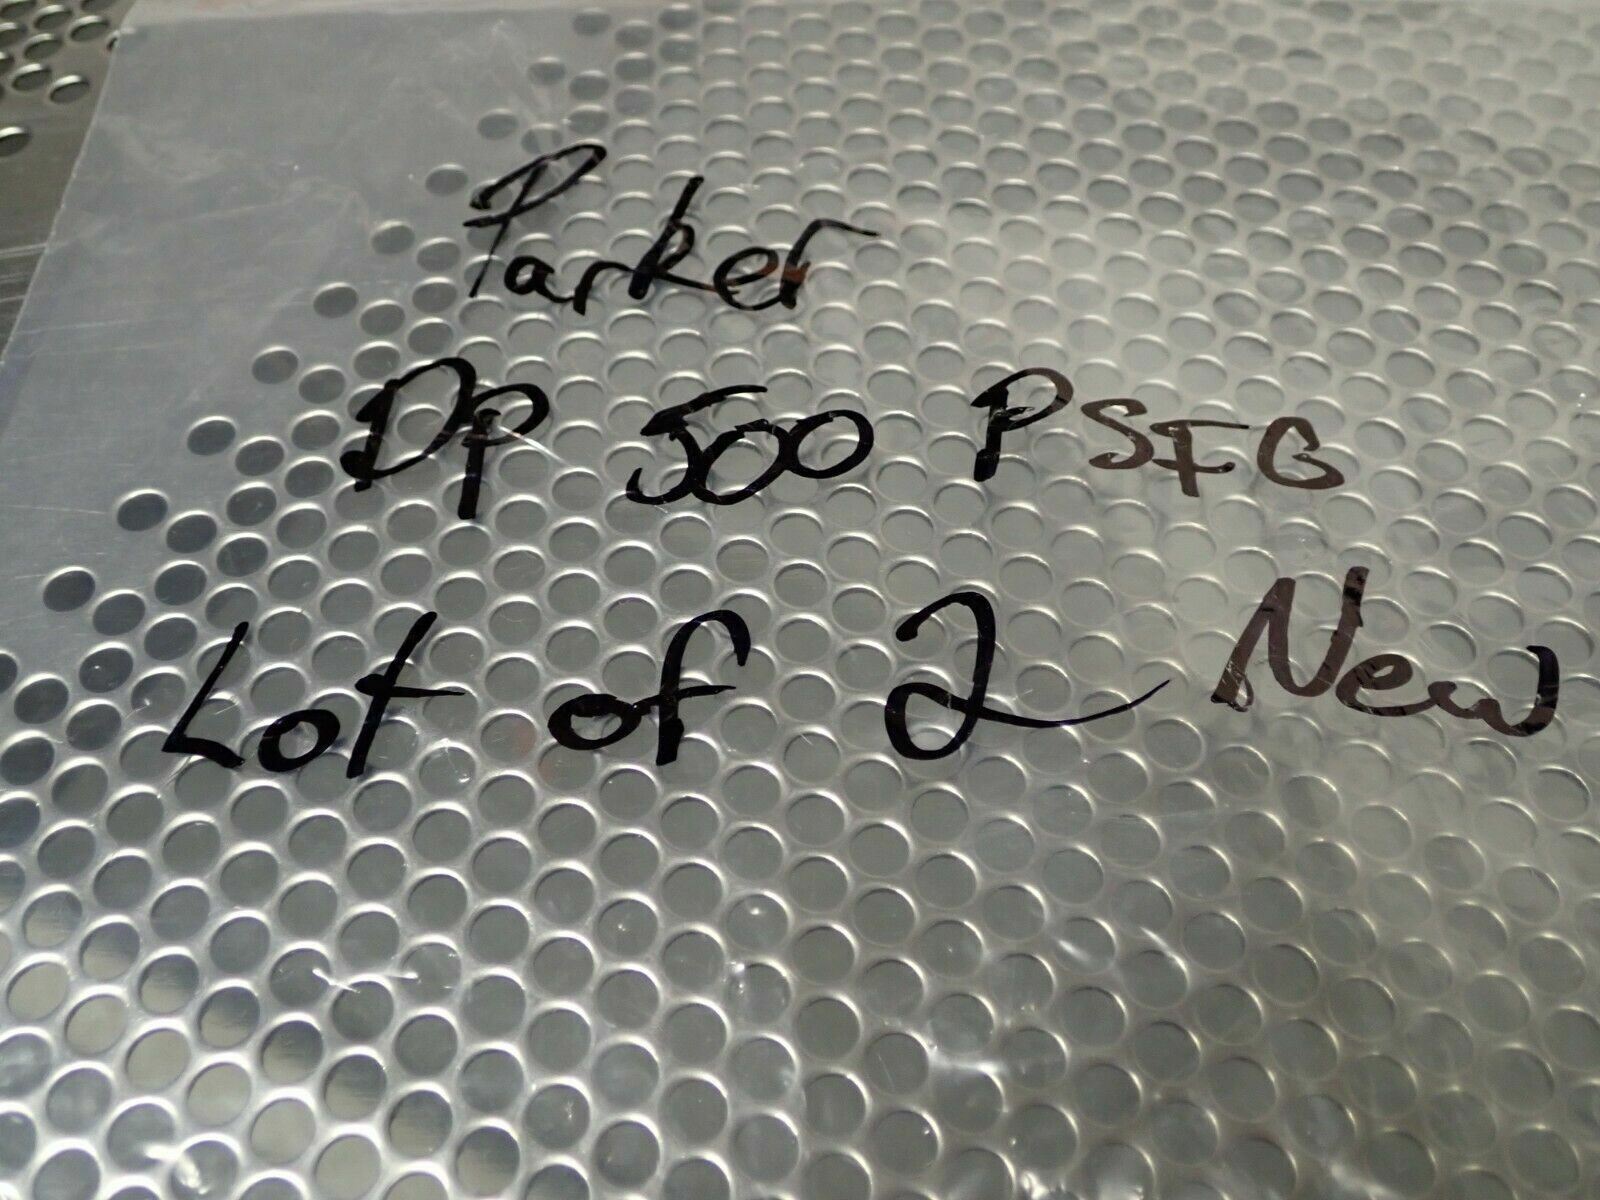 Parker
DP 500 PSFG
Lot of 2 New